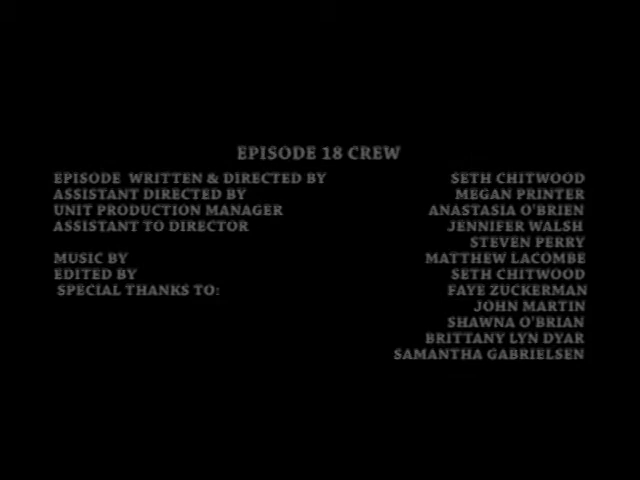 EPISODE 18 CREW
EPISODE WRITTEN & DIRECTED BY SETH CHITWOOD
ASSISTANT DIRECTED BY MEGAN PRINTER
UNIT PRODUCTION MANAGER ANASTASIA O'BRIEN
ASSISTANT TO DIRECTOR JENNIFER WALSH
STEVEN PERRY
MUSIC BY MATTHEW LACOMBE
EDITED BY SETH CHITWOOD
SPECIAL THANKS TO: FAYE ZUCKERMAN
JOHN MARTIN
SHAWNA O'BRIAN
BRITTANY LYN DYAR
SAMANTHA GABRIELSEN